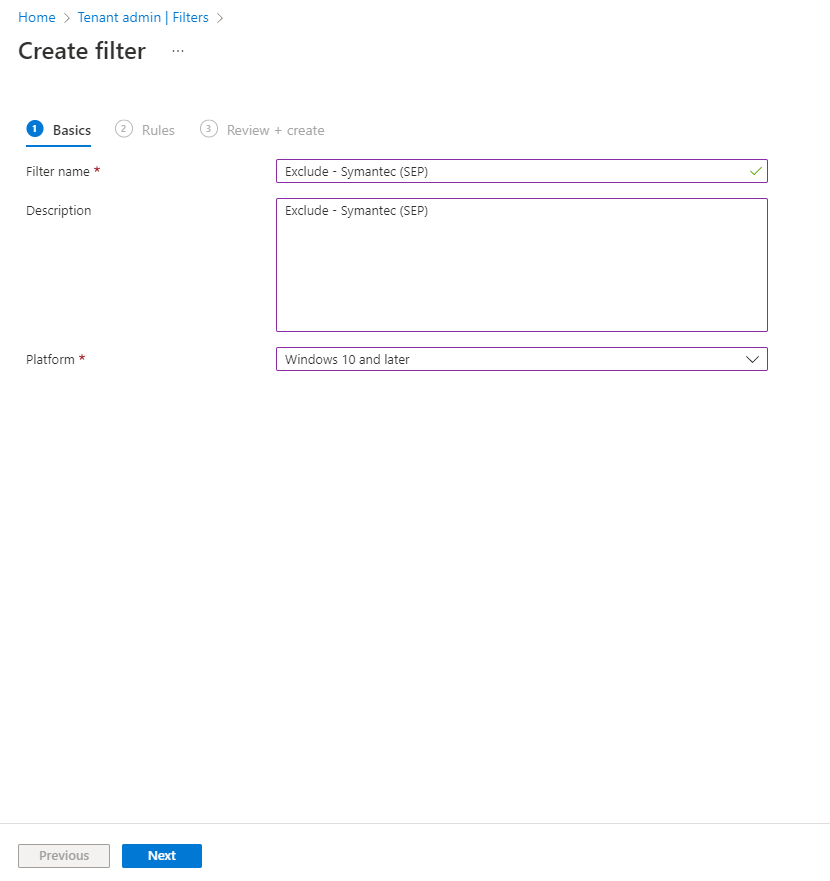 Home > Tenant admin | Filters >
Create filter ...
1 Basics 2 Rules 3 Review + create
Filter name * Exclude - Symantec (SEP)
Description Exclude - Symantec (SEP)
Platform * Windows 10 and later
Previous Next